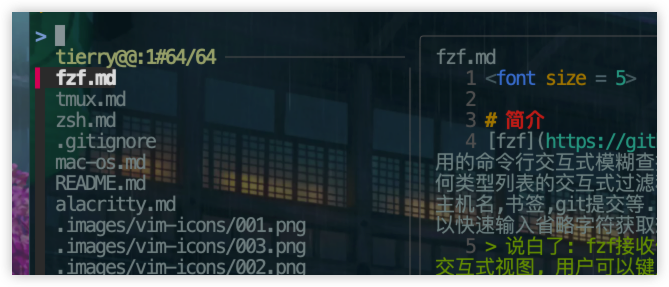 >
tierry@@:1#64/64
fzf.md
tmux.md
zsh.md
.gitignore
mac-os.md
README.md
alacritty.md
.images/vim-icons/001.png
.images/vim-icons/003.png
.images/vim-icons/002.png
fzf.md
1 <font size = 5>
2
3 # 简介
4 [fzf](https://git
用的命令行交互式模糊查
何类型列表的交互式过滤
主机名,书签,git提交等.
以快速输入省略字符获取
5 > 说白了: fzf接收
交互式视图, 用户可以键